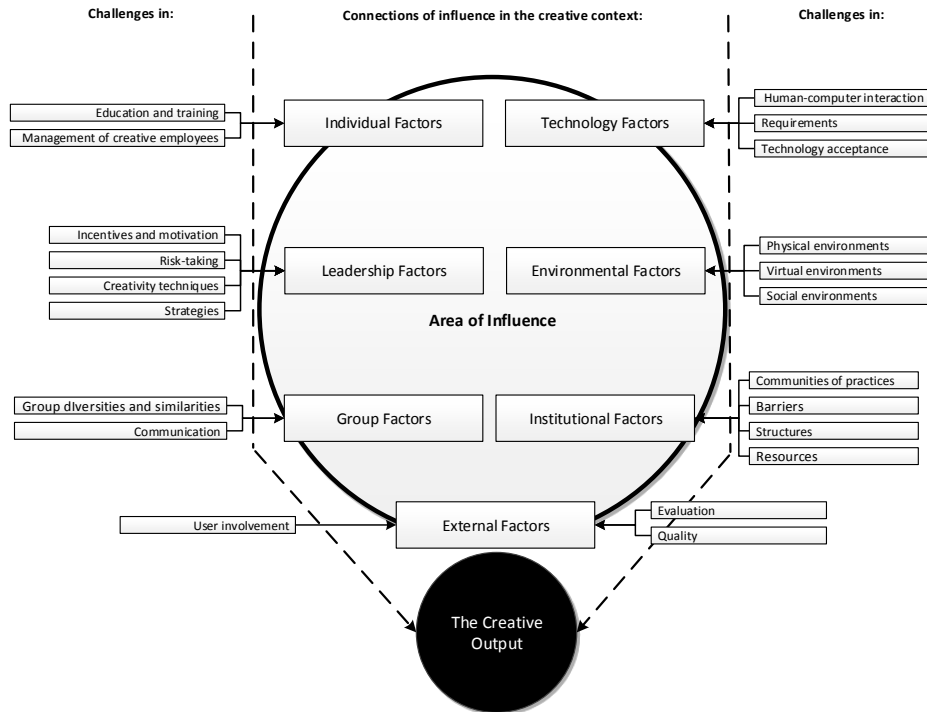 Challenges in:
Connections of influence in the creative context:
Challenges in:
Education and training
Management of creative employees
Individual Factors
Technology Factors
Human-computer interaction
Requirements
Technology acceptance
Incentives and motivation
Risk-taking
Creativity techniques
Strategies
Leadership Factors
Environmental Factors
Physical environments
Virtual environments
Social environments
Area of Influence
Group dIversities and similarities
Communication
Group Factors
Institutional Factors
Communities of practices
Barriers
Structures
Resources
User involvement
External Factors
Evaluation
Quality
The Creative
Output